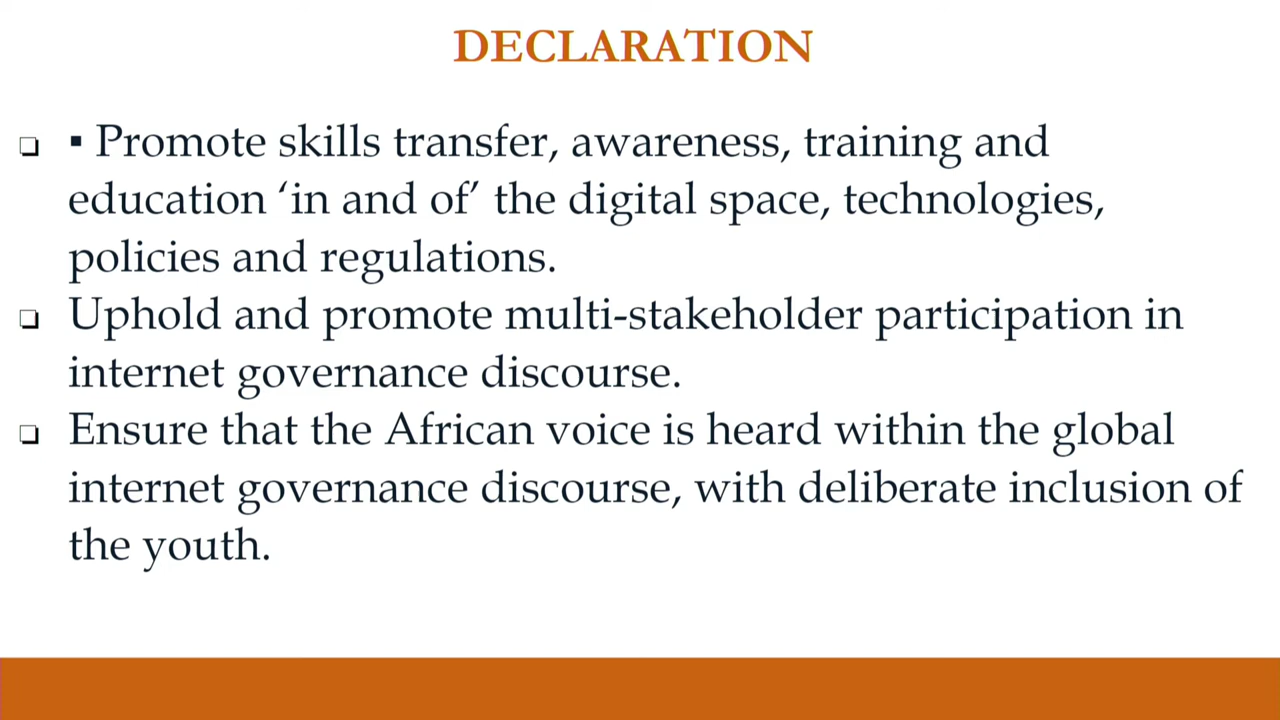 DECLARATION
❑ ▪ Promote skills transfer, awareness, training and
education ‘in and of’ the digital space, technologies,
policies and regulations.
❑ Uphold and promote multi-stakeholder participation in
internet governance discourse.
❑ Ensure that the African voice is heard within the global
internet governance discourse, with deliberate inclusion of
the youth.